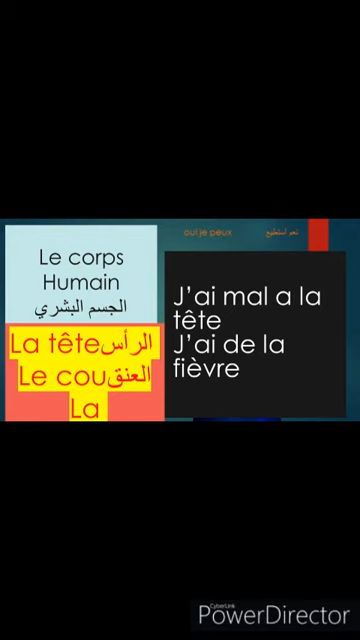 oui je peux نعم أستطيع
Le corps
Humain
الجسم البشري
La têteالرأس
Le couالعنق
La
J’ai mal a la
tête
J’ai de la
fièvre
CyberLink
PowerDirector